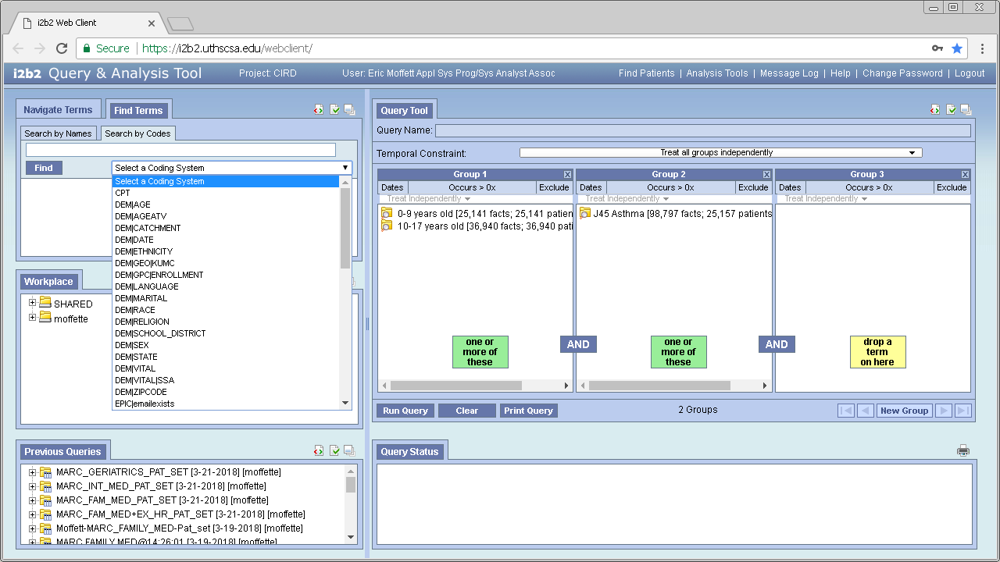 i2b2 Web Client
Secure https://i2b2.uthscsa.edu/webclient/
i2b2 Query & Analysis Tool
Project: CIRD
User: Eric Moffett Appl Sys Prog/Sys Analyst Assoc
Find Patients | Analysis Tools | Message Log | Help | Change Password | Logout
Navigate Terms
Find Terms
Search by Names
Search by Codes
Find
Select a Coding System
Select a Coding System
CPT
DEM|AGE
DEM|AGEATV
DEM|CATCHMENT
DEM|DATE
DEM|ETHNICITY
DEM|GEO|KUMC
DEM|GPC|ENROLLMENT
DEM|LANGUAGE
DEM|MARITAL
DEM|RACE
DEM|RELIGION
DEM|SCHOOL_DISTRICT
DEM|SEX
DEM|STATE
DEM|VITAL
DEM|VITAL|SSA
DEM|ZIPCODE
EPIC|emailexists
Workplace
SHARED
moffette
Previous Queries
MARC_GERIATRICS_PAT_SET [3-21-2018] [moffette]
MARC_INT_MED_PAT_SET [3-21-2018] [moffette]
MARC_FAM_MED_PAT_SET [3-21-2018] [moffette]
MARC_FAM_MED+EX_HR_PAT_SET [3-21-2018] [moffette]
Moffett-MARC_FAMILY_MED-Pat_set [3-19-2018] [moffette]
MARC FAMILY MED@14:26:01 [3-19-2018] [moffette]
Query Tool
Query Name:
Temporal Constraint:
Treat all groups independently
Group 1
Dates
Occurs > 0x
Exclude
Treat Independently
0-9 years old [25,141 facts; 25,141 patien
10-17 years old [36,940 facts; 36,940 pati
one or
more of
these
AND
Group 2
Dates
Occurs > 0x
Exclude
Treat Independently
J45 Asthma [98,797 facts; 25,157 patients
one or
more of
these
AND
Group 3
Dates
Occurs > 0x
Exclude
Treat Independently
drop a
term
on here
Run Query
Clear
Print Query
2 Groups
New Group
Query Status